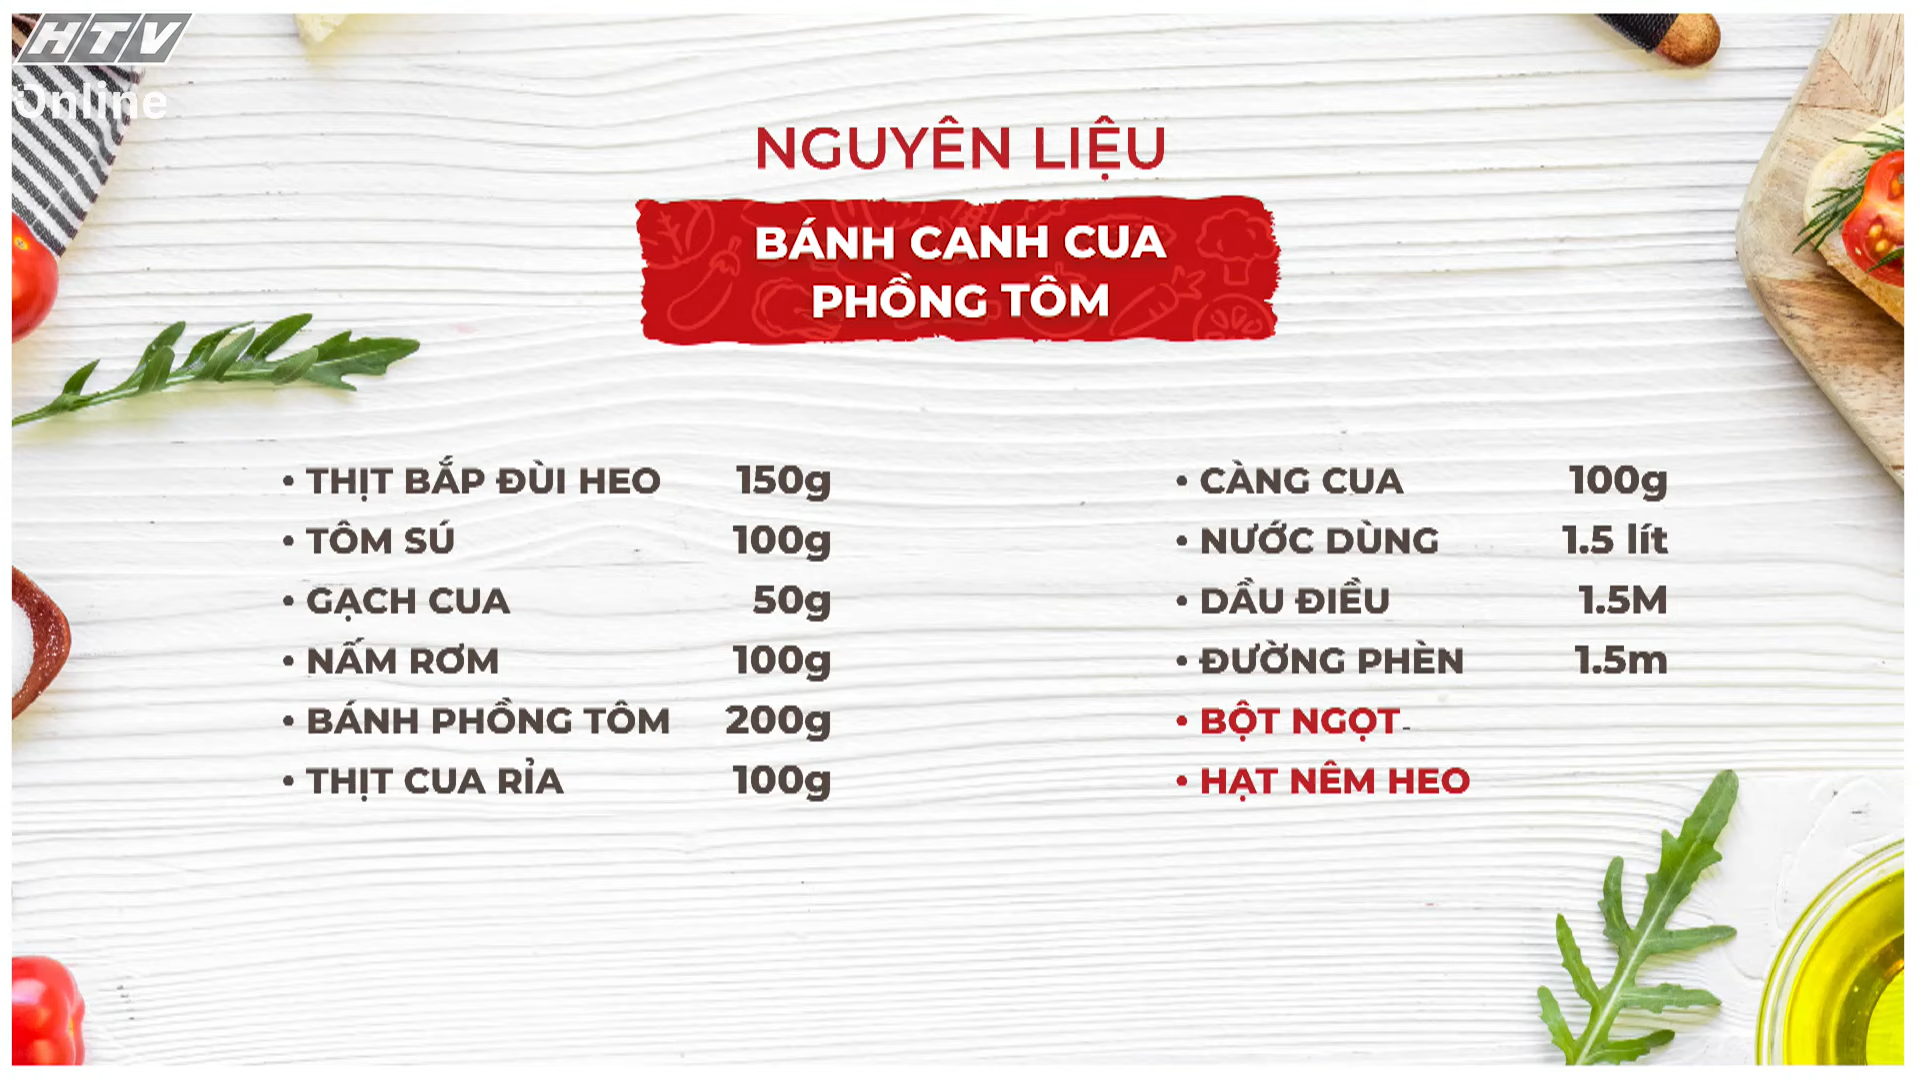 HTV
Online
NGUYÊN LIỆU
BÁNH CANH CUA
PHỒNG TÔM
• THỊT BẮP ĐÙI HEO 150g
• TÔM SÚ 100g
• GẠCH CUA 50g
• NẤM RƠM 100g
• BÁNH PHỒNG TÔM 200g
• THỊT CUA RỈA 100g
• CÀNG CUA 100g
• NƯỚC DÙNG 1.5 lít
• DẦU ĐIỀU 1.5M
• ĐƯỜNG PHÈN 1.5m
• BỘT NGỌT
• HẠT NÊM HEO